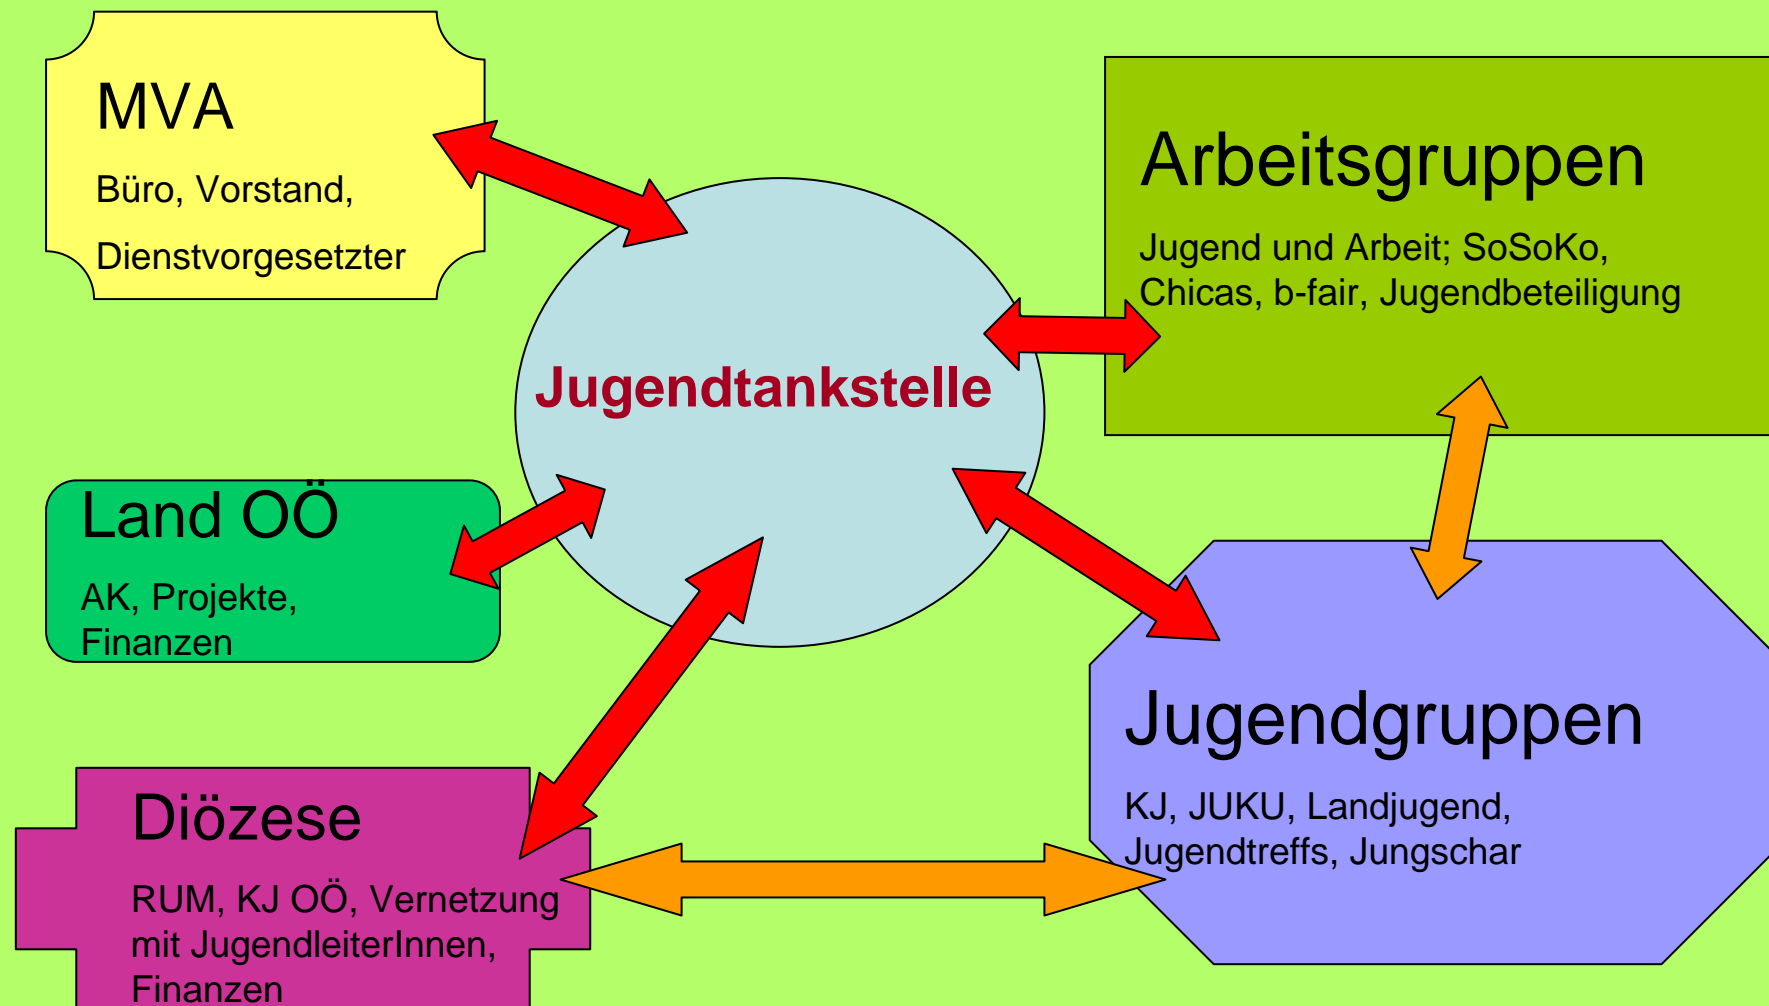 MVA
Büro, Vorstand,
Dienstvorgesetzter
Arbeitsgruppen
Jugend und Arbeit; SoSoKo,
Chicas, b-fair, Jugendbeteiligung
Jugendtankstelle
Land OÖ
AK, Projekte,
Finanzen
Jugendgruppen
KJ, JUKU, Landjugend,
Jugendtreffs, Jungschar
Diözese
RUM, KJ OÖ, Vernetzung
mit JugendleiterInnen,
Finanzen